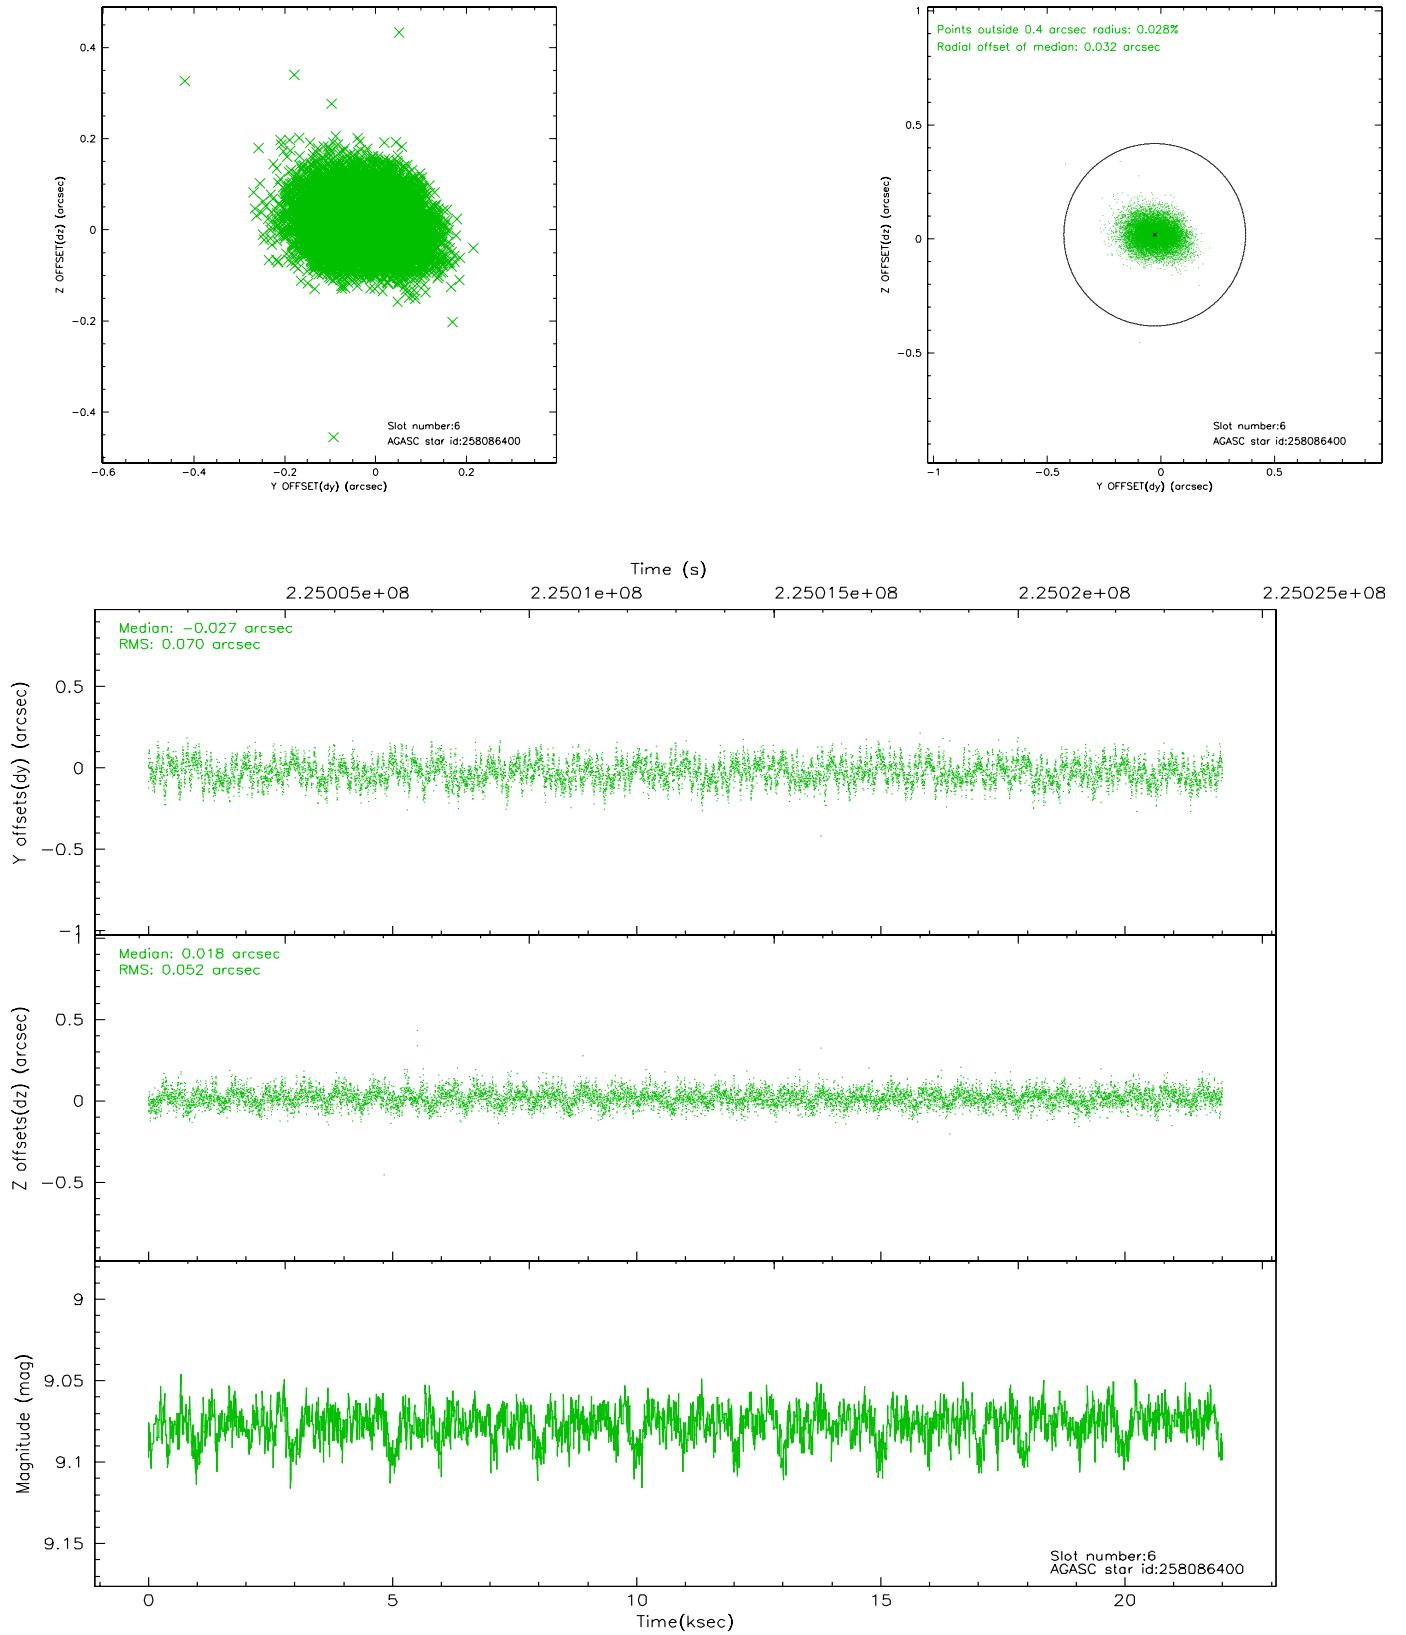 0.4
0.2
0
−0.2
−0.4
Z OFFSET(dz) (arcsec)
Slot number:6
AGASC star id:258086400
−0.6 −0.4 −0.2 0 0.2
Y OFFSET(dy) (arcsec)
Points outside 0.4 arcsec radius: 0.028%
Radial offset of median: 0.032 arcsec
1
0.5
0
−0.5
Z OFFSET(dz) (arcsec)
Slot number:6
AGASC star id:258086400
−1 −0.5 0 0.5
Y OFFSET(dy) (arcsec)
Time (s)
2.25005e+08 2.2501e+08 2.25015e+08 2.2502e+08 2.25025e+08
Median: −0.027 arcsec
RMS: 0.070 arcsec
0.5
0
−0.5
−1
Y offsets(dy) (arcsec)
Median: 0.018 arcsec
RMS: 0.052 arcsec
1
0.5
0
−0.5
Z offsets(dz) (arcsec)
9
9.05
9.1
9.15
Magnitude (mag)
Slot number:6
AGASC star id:258086400
0 5 10 15 20
Time(ksec)